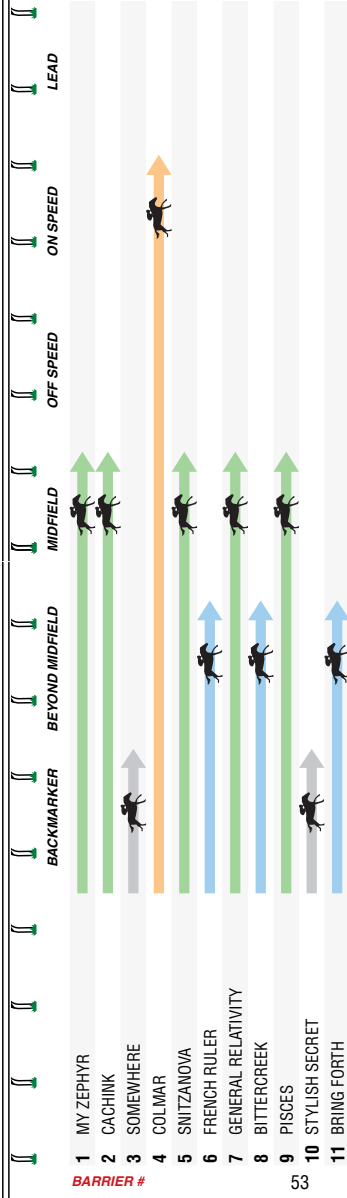 BACKMARKER BEYOND MIDFIELD MIDFIELD OFF SPEED ON SPEED LEAD
1 MY ZEPHYR
2 CACHINK
3 SOMEWHERE
4 COLMAR
5 SNITZANOVA
6 FRENCH RULER
7 GENERAL RELATIVITY
8 BITTERCREEK
9 PISCES
10 STYLISH SECRET
11 BRING FORTH
BARRIER #
53